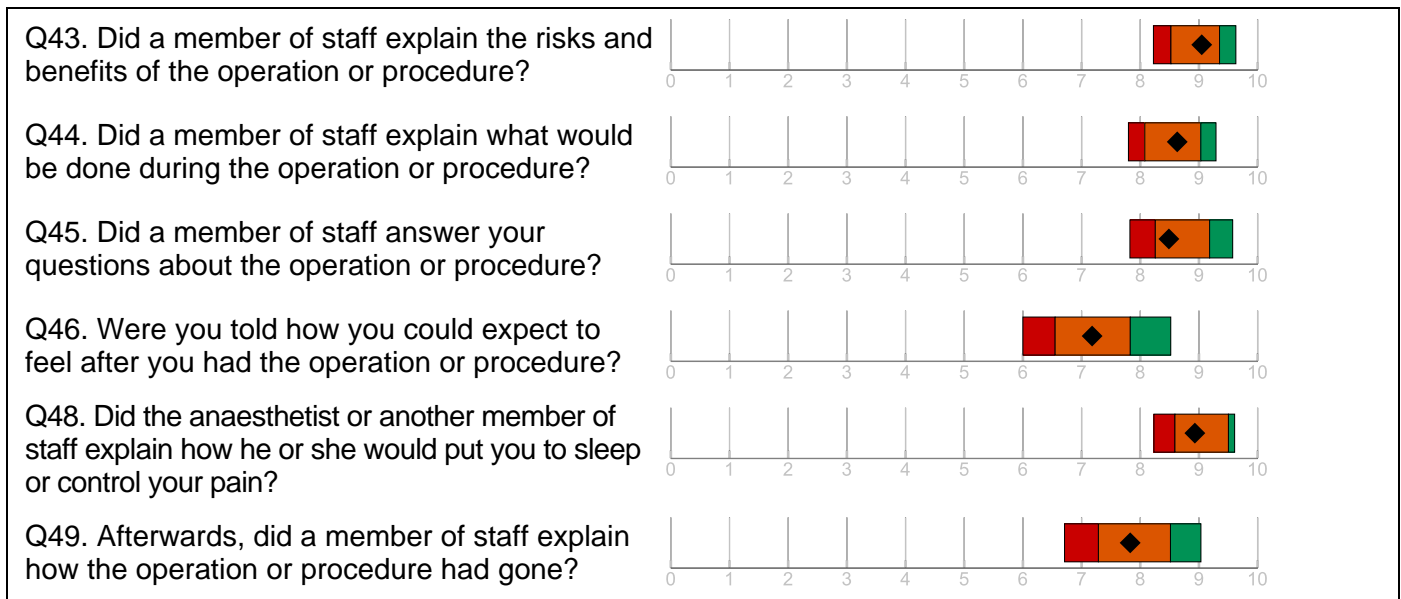 Q43. Did a member of staff explain the risks and
benefits of the operation or procedure?
0 1 2 3 4 5 6 7 8 9 10
Q44. Did a member of staff explain what would
be done during the operation or procedure?
0 1 2 3 4 5 6 7 8 9 10
Q45. Did a member of staff answer your
questions about the operation or procedure?
0 1 2 3 4 5 6 7 8 9 10
Q46. Were you told how you could expect to
feel after you had the operation or procedure?
0 1 2 3 4 5 6 7 8 9 10
Q48. Did the anaesthetist or another member of
staff explain how he or she would put you to sleep
or control your pain?
0 1 2 3 4 5 6 7 8 9 10
Q49. Afterwards, did a member of staff explain
how the operation or procedure had gone?
0 1 2 3 4 5 6 7 8 9 10